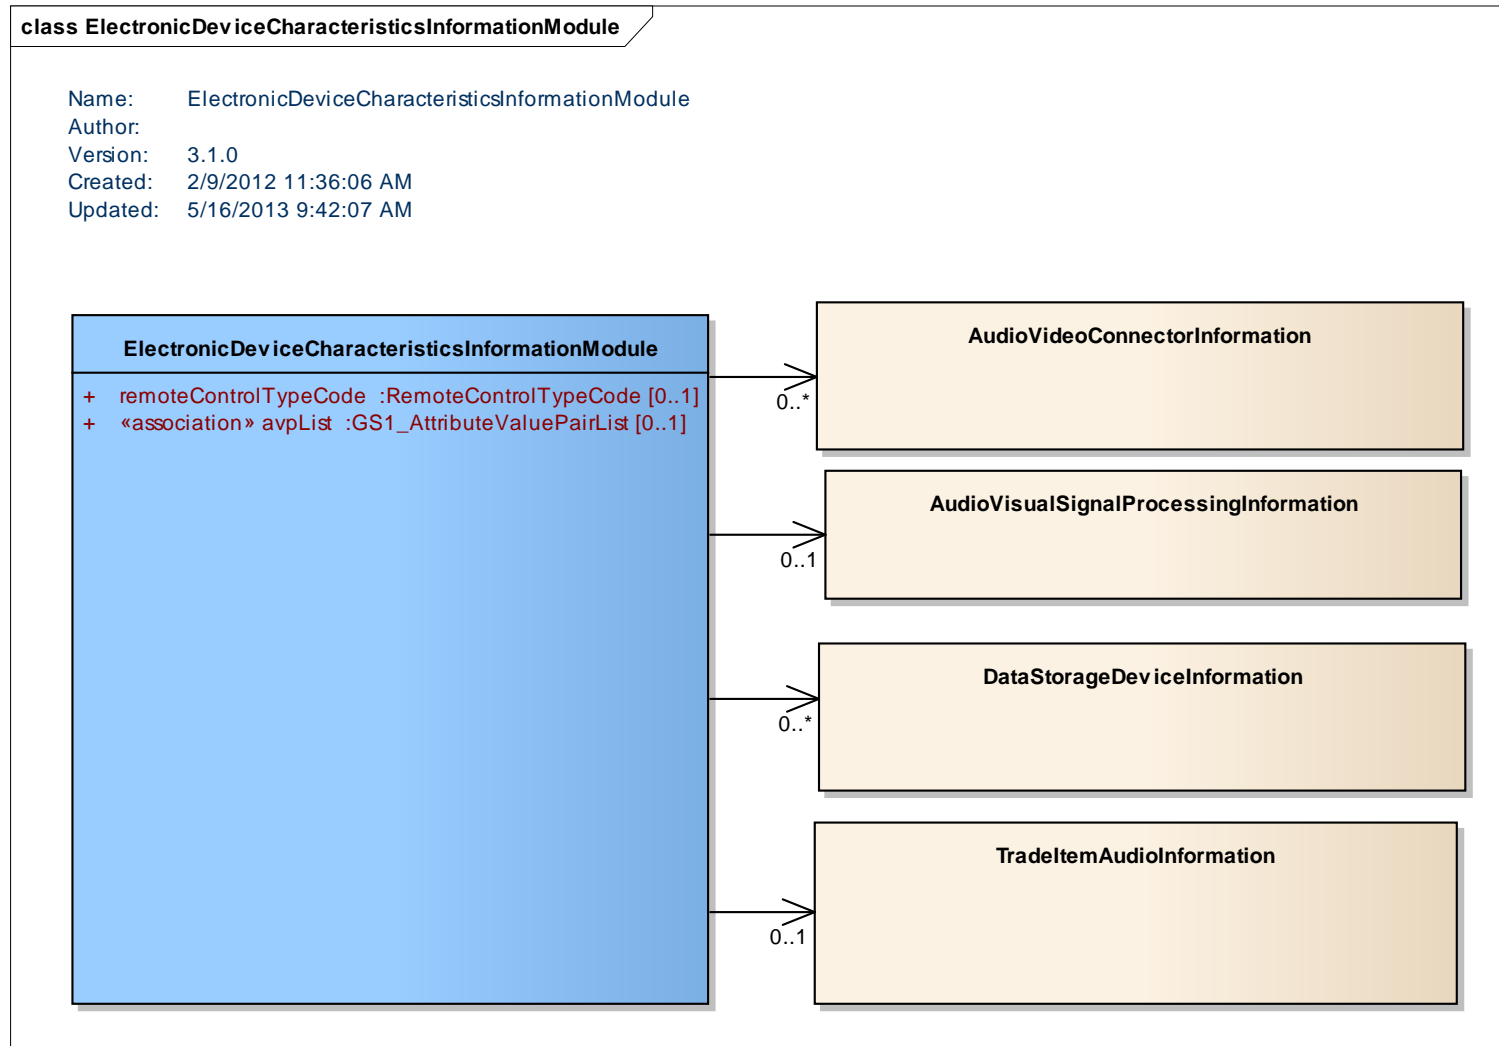 class ElectronicDeviceCharacteristicsInformationModule
Name: ElectronicDeviceCharacteristicsInformationModule
Author:
Version: 3.1.0
Created: 2/9/2012 11:36:06 AM
Updated: 5/16/2013 9:42:07 AM
ElectronicDeviceCharacteristicsInformationModule
+ remoteControlTypeCode :RemoteControlTypeCode [0..1]
+ «association» avpList :GS1_AttributeValuePairList [0..1]
AudioVideoConnectorInformation
0..*
AudioVisualSignalProcessingInformation
0..1
DataStorageDeviceInformation
0..*
TradeItemAudioInformation
0..1